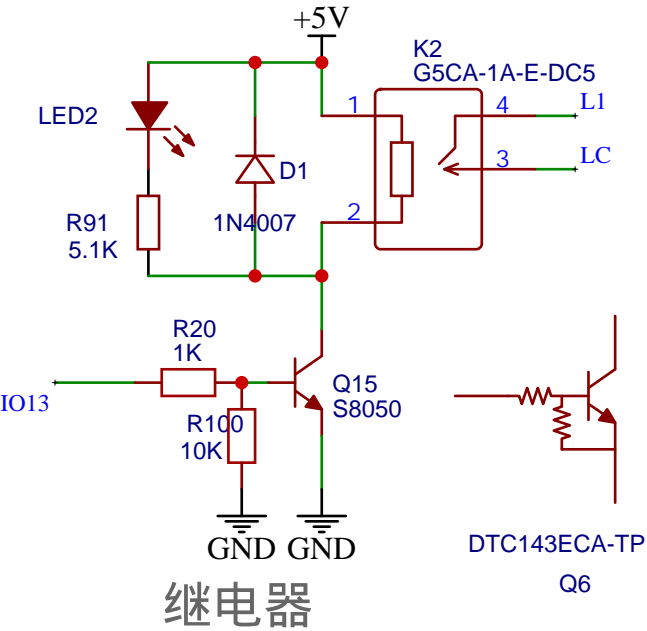 +5V
K2
G5CA-1A-E-DC5
LED2
1
4
L1
D1
3
LC
R91
5.1K
1N4007
2
R20
1K
IO13
Q15
S8050
R100
10K
GND GND
DTC143ECA-TP
Q6
继电器